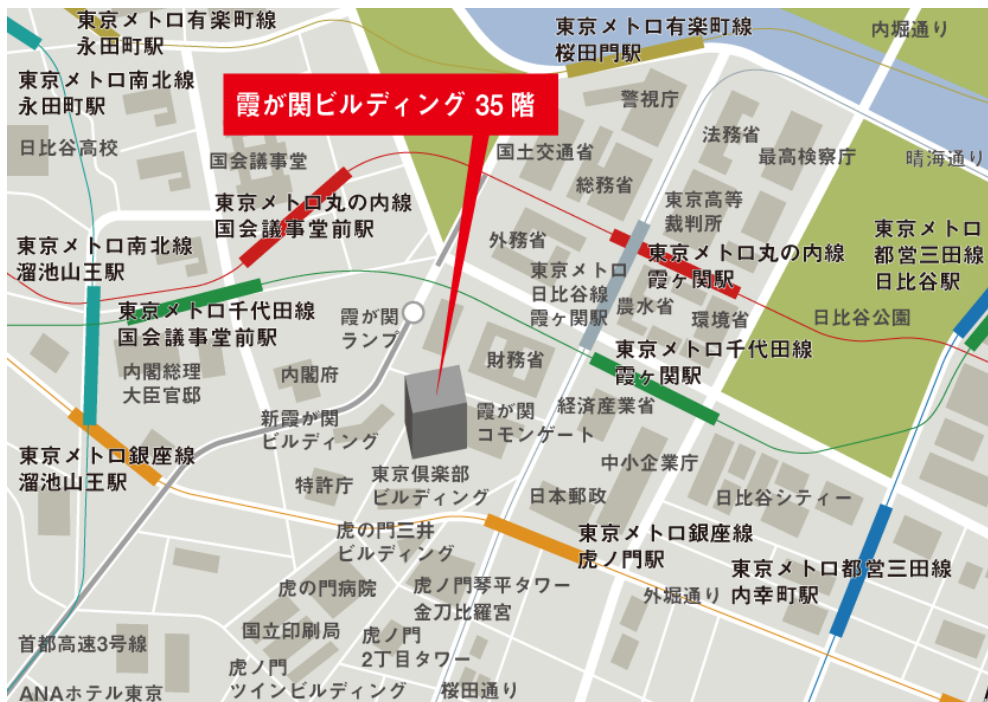 東京メトロ有楽町線
永田町駅
東京メトロ有楽町線
桜田門駅
内堀通り
東京メトロ南北線
永田町駅
霞が関ビルディング 35 階
警視庁
日比谷高校
国会議事堂
国土交通省
法務省
最高検察庁
晴海通り
総務省
東京メトロ丸の内線
国会議事堂前駅
東京高等
裁判所
東京メトロ南北線
溜池山王駅
外務省
東京メトロ丸の内線
霞ヶ関駅
東京メトロ
都営三田線
日比谷駅
東京メトロ
日比谷線
霞ヶ関駅
農水省
環境省
日比谷公園
東京メトロ千代田線
国会議事堂前駅
霞が関
ランプ
財務省
東京メトロ千代田線
霞ヶ関駅
内閣総理
大臣官邸
内閣府
新霞が関
ビルディング
霞が関
コモンゲート
経済産業省
東京メトロ銀座線
溜池山王駅
特許庁
東京倶楽部
ビルディング
中小企業庁
日本郵政
日比谷シティー
虎の門三井
ビルディング
東京メトロ銀座線
虎ノ門駅
東京メトロ都営三田線
内幸町駅
虎の門病院
虎ノ門琴平タワー
金刀比羅宮
外堀通り
国立印刷局
虎ノ門
2丁目タワー
首都高速3号線
虎ノ門
ツインビルディング
桜田通り
ANAホテル東京